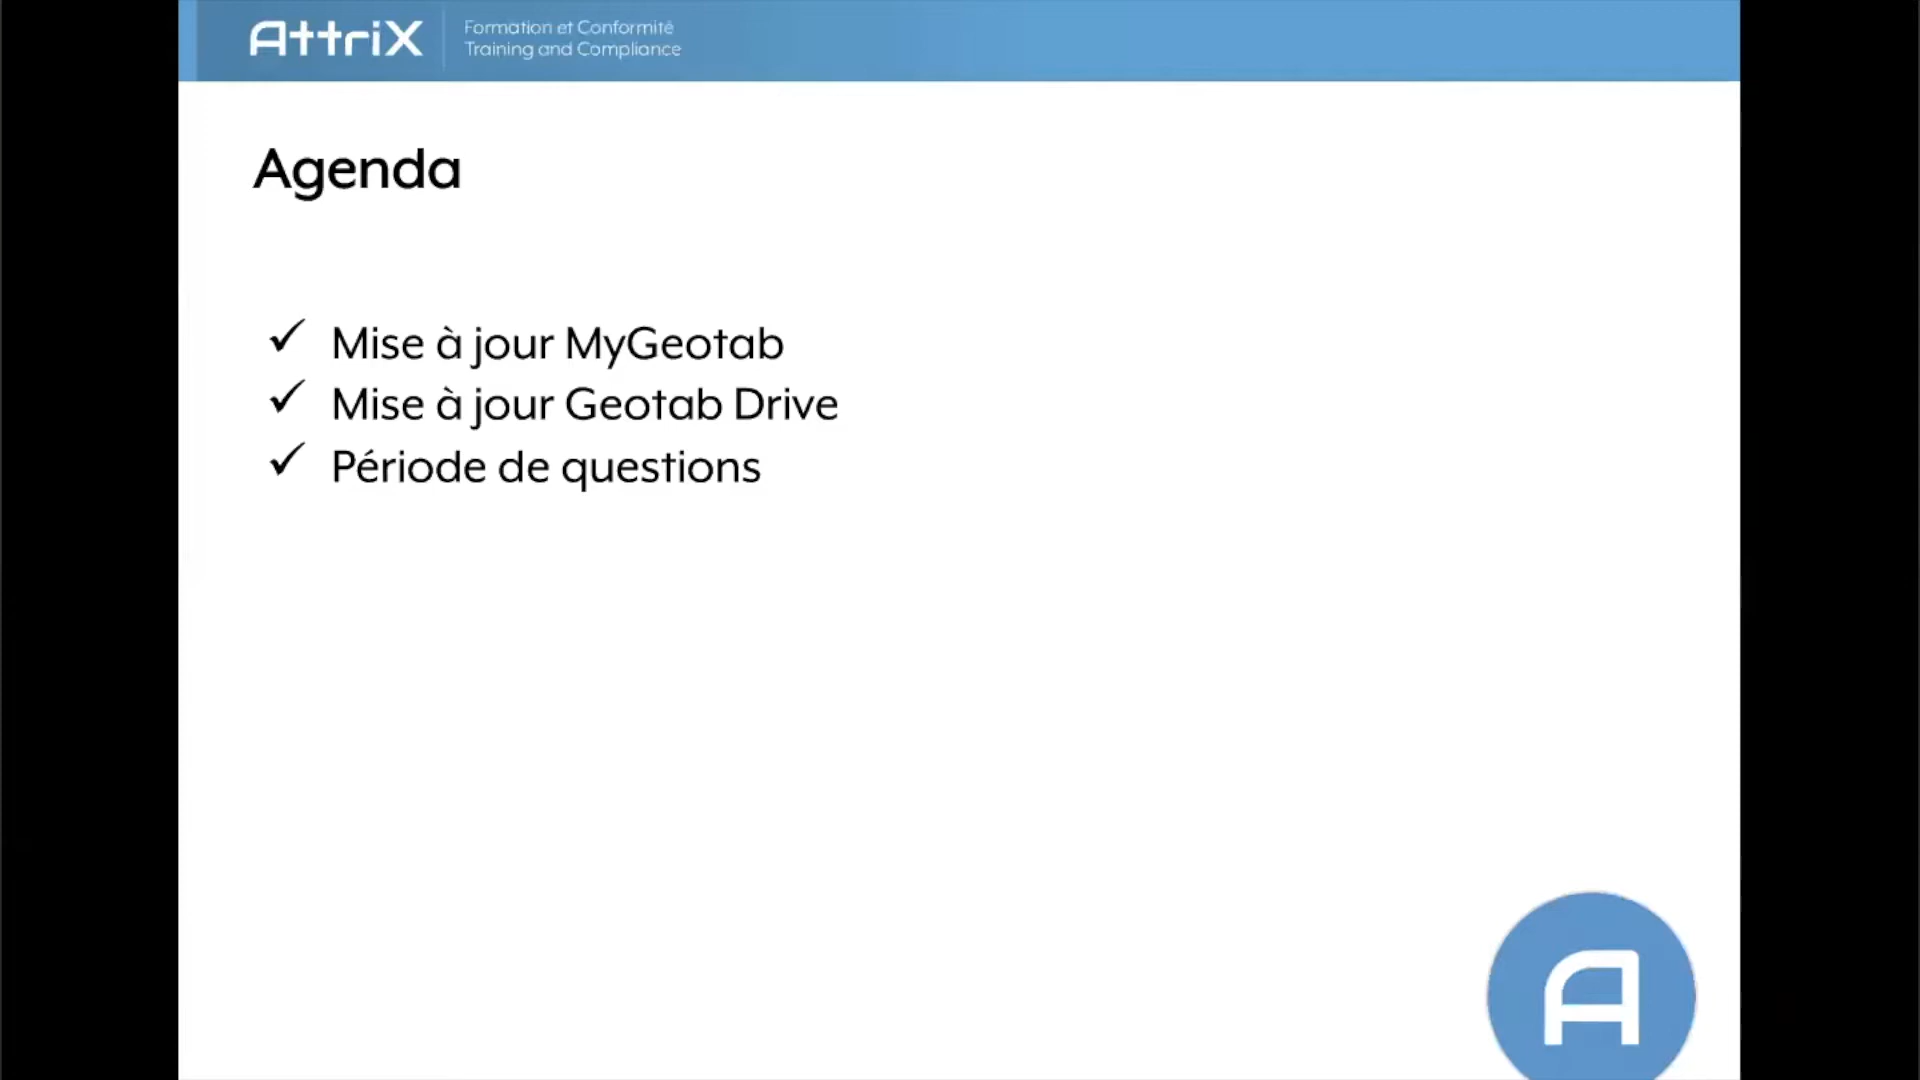 AttriX
Formation et Conformité
Training and Compliance
Agenda
✓ Mise à jour MyGeotab
✓ Mise à jour Geotab Drive
✓ Période de questions
A